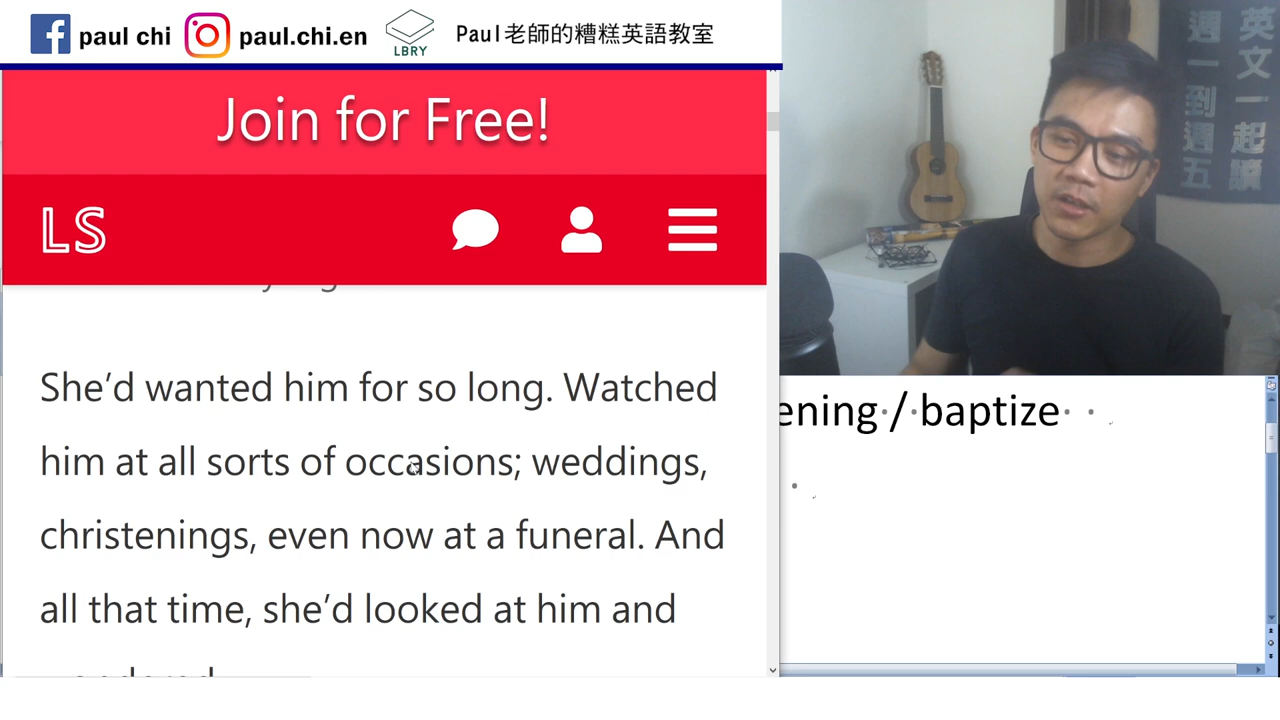 paul chi
paul.chi.en
LBRY
Paul老師的糟糕英語教室
Join for Free!
LS
She'd wanted him for so long. Watched
him at all sorts of occasions; weddings,
christenings, even now at a funeral. And
all that time, she'd looked at him and
英文一起讀
週一到週五
ening / baptize